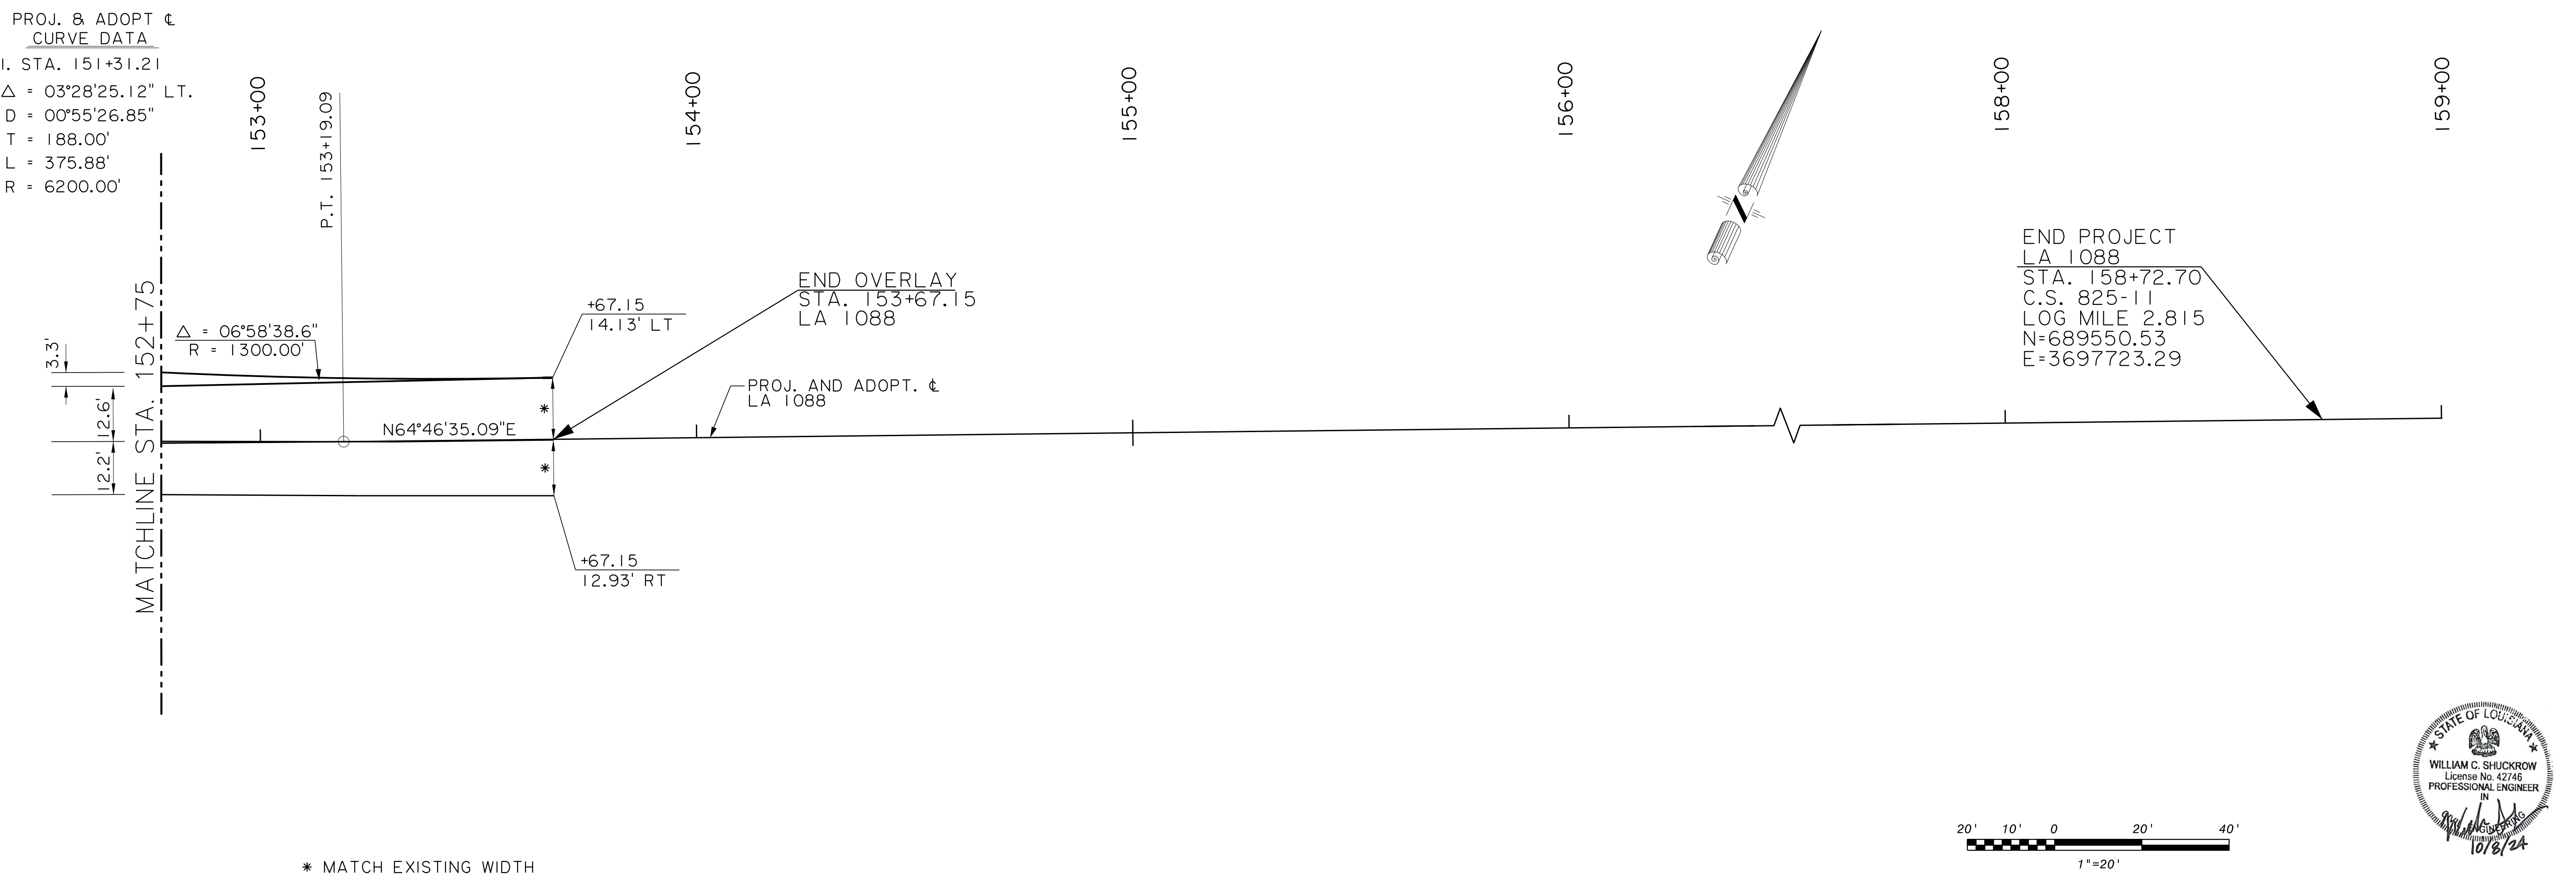 PROJ. & ADOPT ℄
CURVE DATA
I. STA. 151+31.21
△ = 03°28'25.12" LT.
D = 00°55'26.85"
T = 188.00'
L = 375.88'
R = 6200.00'
153+00
P.T. 153+19.09
154+00
155+00
156+00
158+00
159+00
MATCHLINE STA. 152+75
3.3'
12.6'
12.2'
△ = 06°58'38.6"
R = 1300.00'
N64°46'35.09"E
+67.15
14.13' LT
*
*
+67.15
12.93' RT
END OVERLAY
STA. 153+67.15
LA 1088
PROJ. AND ADOPT. ℄
LA 1088
END PROJECT
LA 1088
STA. 158+72.70
C.S. 825-11
LOG MILE 2.815
N=689550.53
E=3697723.29
* MATCH EXISTING WIDTH
20' 10' 0 20' 40'
1"=20'
STATE OF LOUISIANA
WILLIAM C. SHUCKROW
License No. 42746
PROFESSIONAL ENGINEER
IN
ENGINEERING
10/8/24